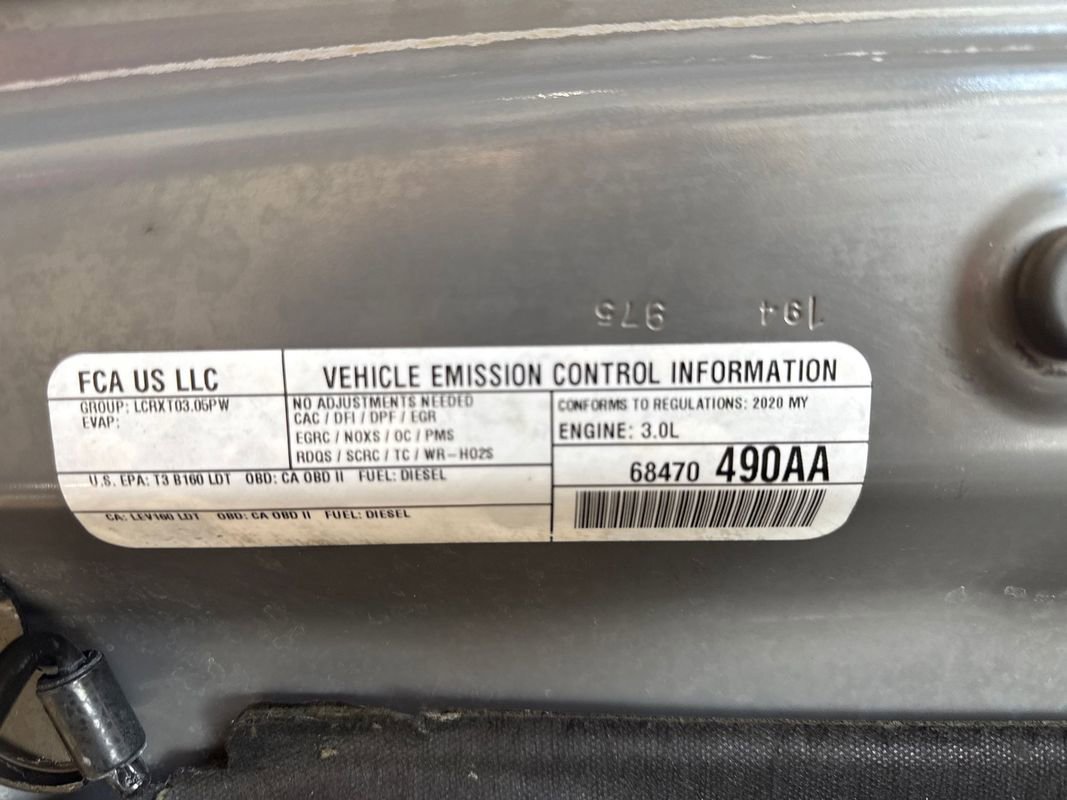 194 975
FCA US LLC
VEHICLE EMISSION CONTROL INFORMATION
GROUP: LCRXT03.05PW
EVAP:
NO ADJUSTMENTS NEEDED
CAC / DFI / DPF / EGR
EGRC / NOXS / OC / PMS
RDQS / SCRC / TC / WR-HO2S
CONFORMS TO REGULATIONS: 2020 MY
ENGINE: 3.0L
68470 490AA
U.S. EPA: T3 B160 LDT OBD: CA OBD II FUEL: DIESEL
CA: LEV160 LDT OBD: CA OBD II FUEL: DIESEL